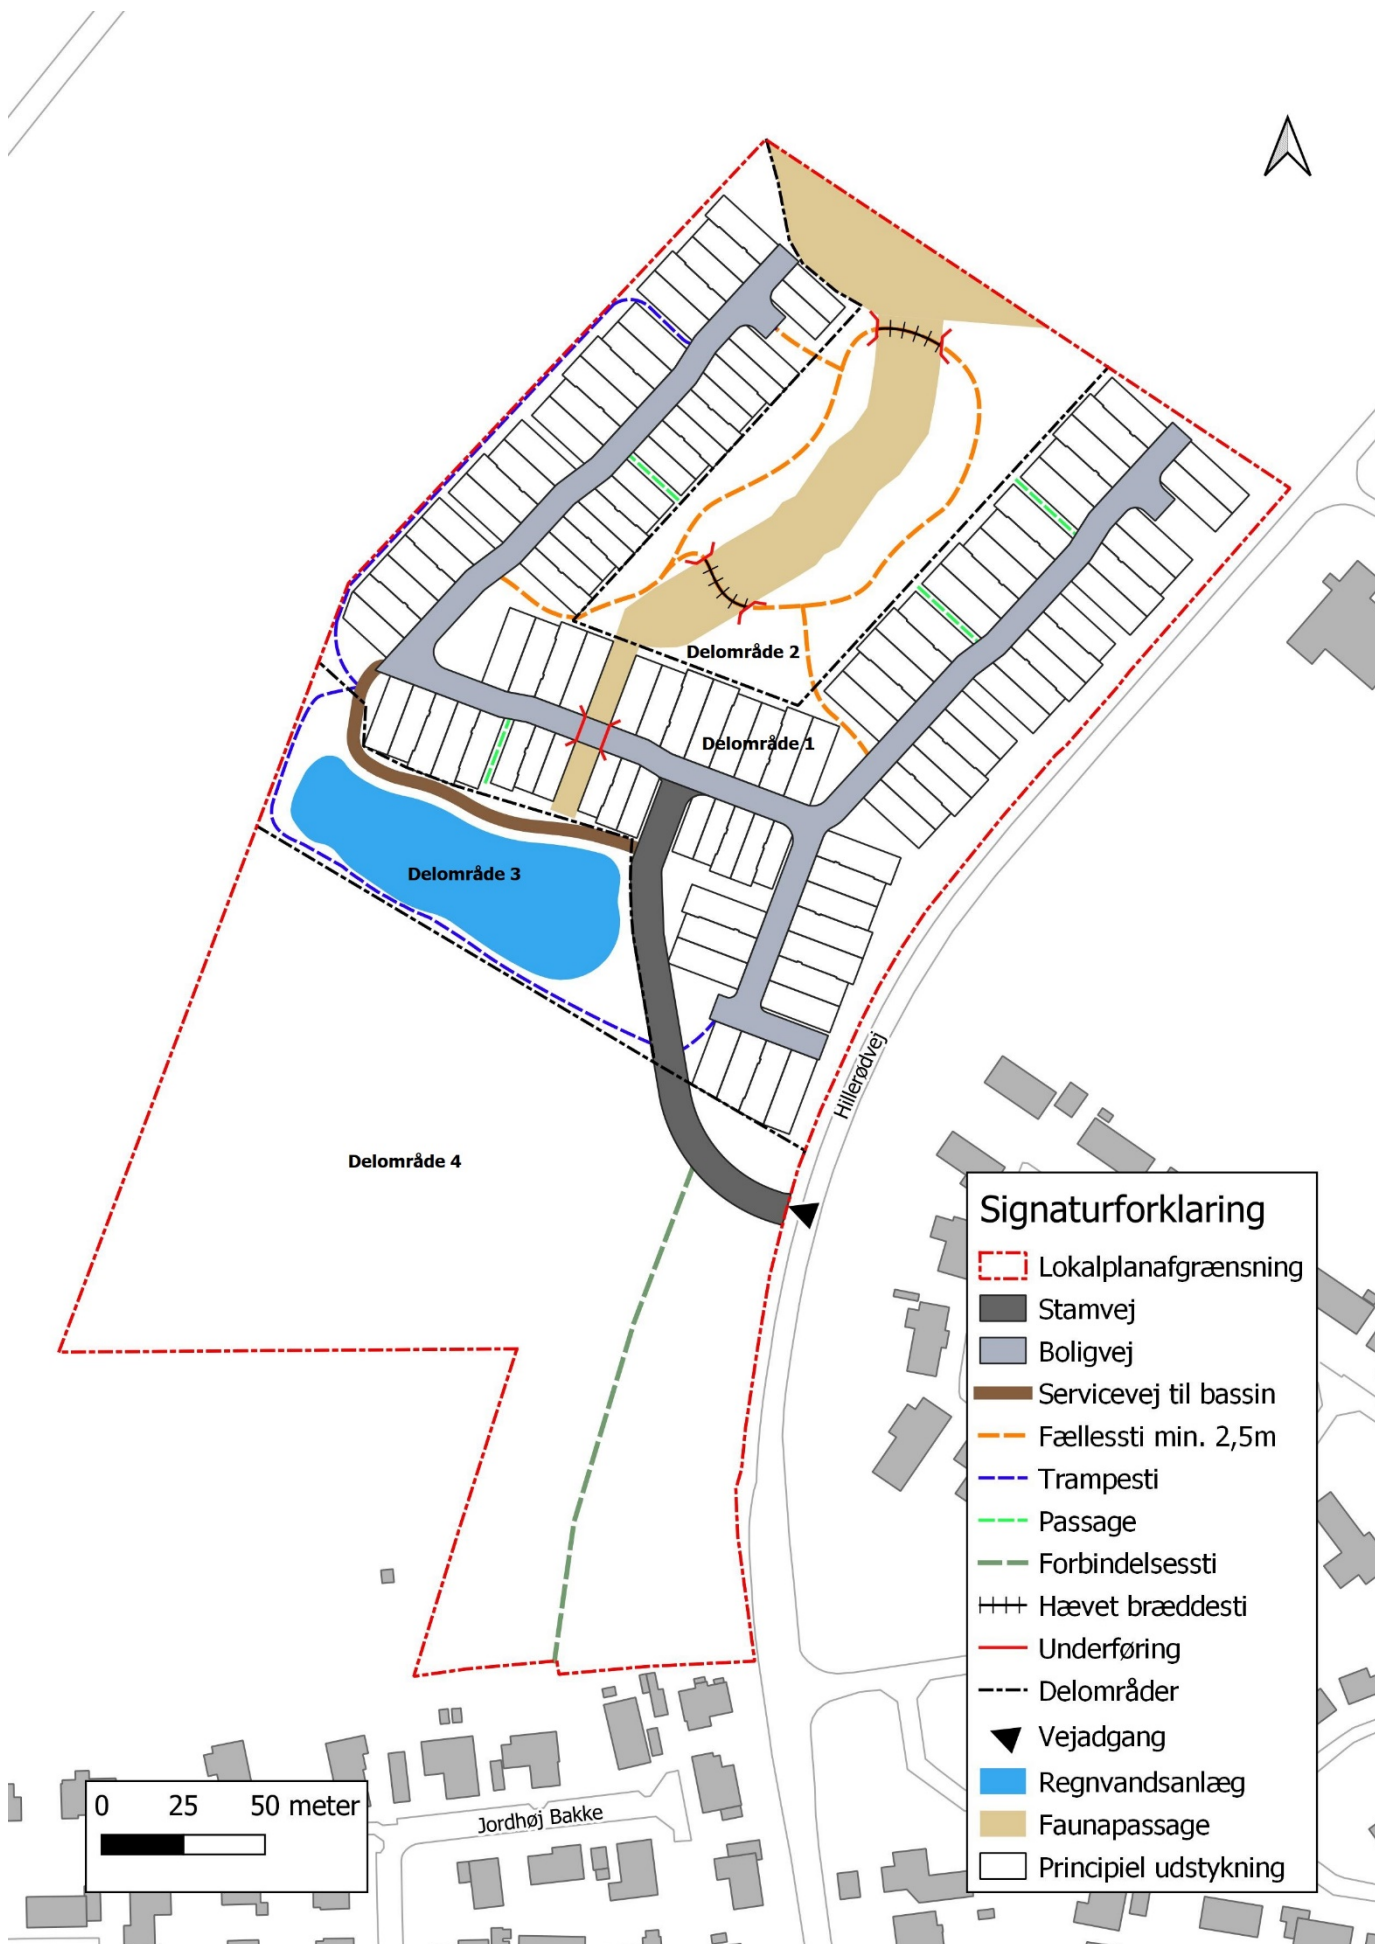 Delområde 2
Delområde 1
Delområde 3
Hillerødvej
Delområde 4
Signaturforklaring
Lokalplanafgrænsning
Stamvej
Boligvej
Servicevej til bassin
Fællessti min. 2,5m
Trampesti
Passage
Forbindelsessti
Hævet bræddesti
Underføring
Delområder
Vejadgang
Regnvandsanlæg
Faunapassage
Principiel udstykning
0 25 50 meter
Jordhøj Bakke